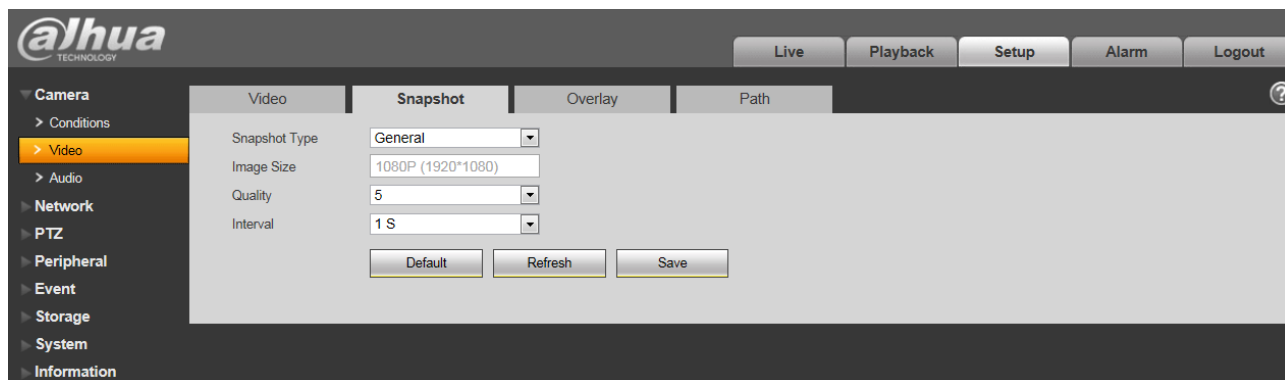 alhua
TECHNOLOGY
Live Playback Setup Alarm Logout
Camera
> Conditions
> Video
> Audio
Network
PTZ
Peripheral
Event
Storage
System
Information
Video Snapshot Overlay Path
?
Snapshot Type General
Image Size 1080P (1920*1080)
Quality 5
Interval 1 S
Default Refresh Save